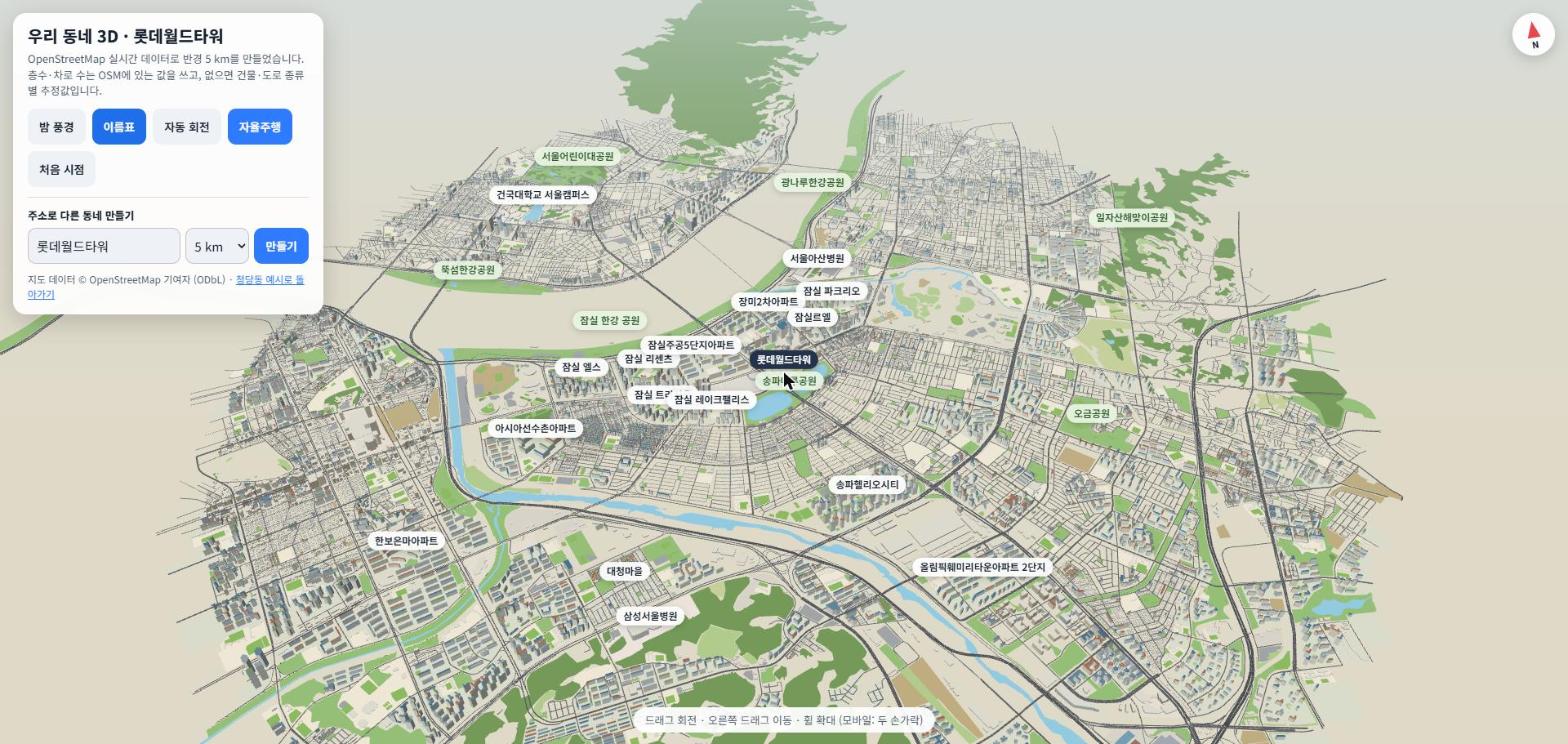 우리 동네 3D · 롯데월드타워
OpenStreetMap 실시간 데이터로 반경 5 km를 만들었습니다.
층수·차로 수는 OSM에 있는 값을 쓰고, 없으면 건물·도로 종류
별 추정값입니다.
밤 풍경
이름표
자동 회전
자율주행
처음 시점
주소로 다른 동네 만들기
롯데월드타워
5 km
만들기
지도 데이터 © OpenStreetMap 기여자 (ODbL) · 청담동 예시로 돌
아가기
N
서울어린이대공원
광나루한강공원
건국대학교 서울캠퍼스
일자산해맞이공원
서울아산병원
뚝섬한강공원
잠실 파크리오
장미2차아파트
잠실르엘
잠실 한강 공원
잠실주공5단지아파트
잠실 리센츠
롯데월드타워
잠실 엘스
송파 공원
잠실 트리
잠실 레이크팰리스
오금공원
아시아선수촌아파트
송파헬리오시티
한보은마아파트
올림픽훼미리타운아파트 2단지
대청마을
삼성서울병원
드래그 회전 · 오른쪽 드래그 이동 · 휠 확대 (모바일: 두 손가락)